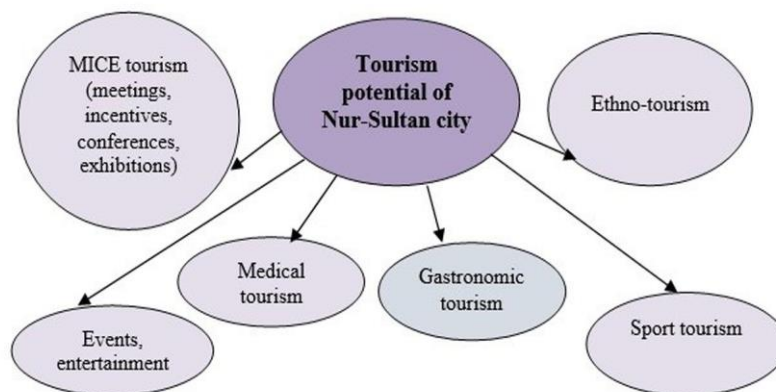 MICE tourism
(meetings,
incentives,
conferences,
exhibitions)
Tourism
potential of
Nur-Sultan city
Ethno-tourism
Medical
tourism
Gastronomic
tourism
Events,
entertainment
Sport tourism